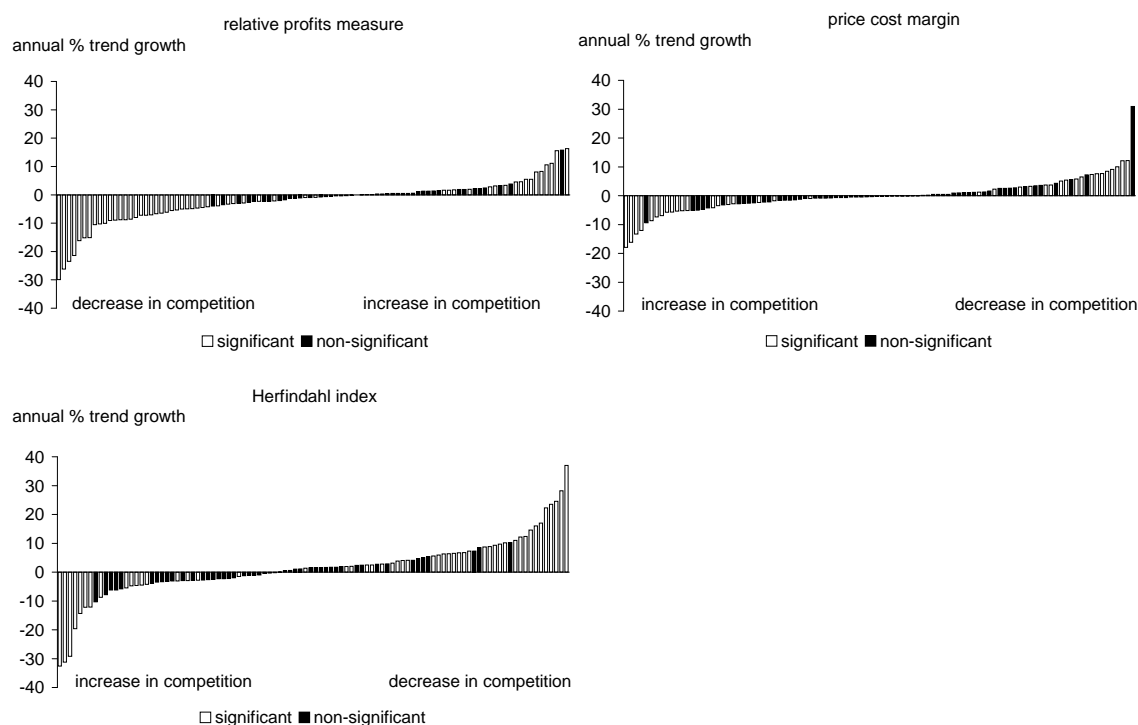 relative profits measure
annual % trend growth
40
30
20
10
0
-10
-20
-30
-40
decrease in competition increase in competition
significant non-significant
price cost margin
annual % trend growth
40
30
20
10
0
-10
-20
-30
-40
increase in competition decrease in competition
significant non-significant
Herfindahl index
annual % trend growth
40
30
20
10
0
-10
-20
-30
-40
increase in competition decrease in competition
significant non-significant